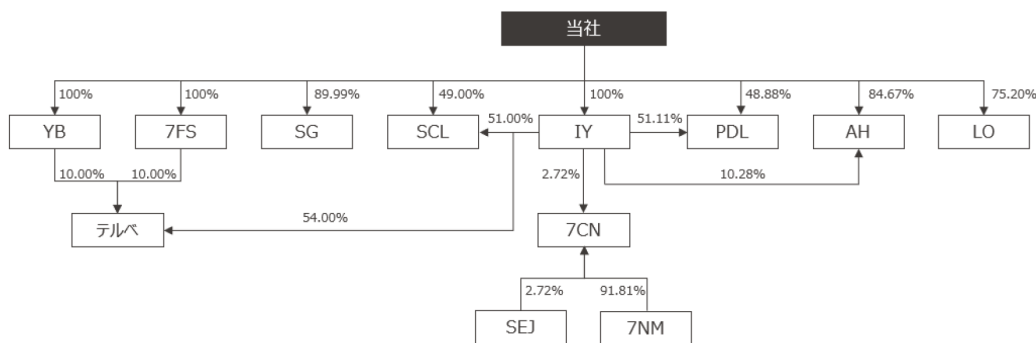 当社
100%
100%
89.99%
49.00%
100%
48.88%
84.67%
75.20%
YB
7FS
SG
SCL
51.00%
IY
51.11%
PDL
AH
LO
10.00%
10.00%
2.72%
10.28%
テルベ
54.00%
7CN
2.72%
91.81%
SEJ
7NM